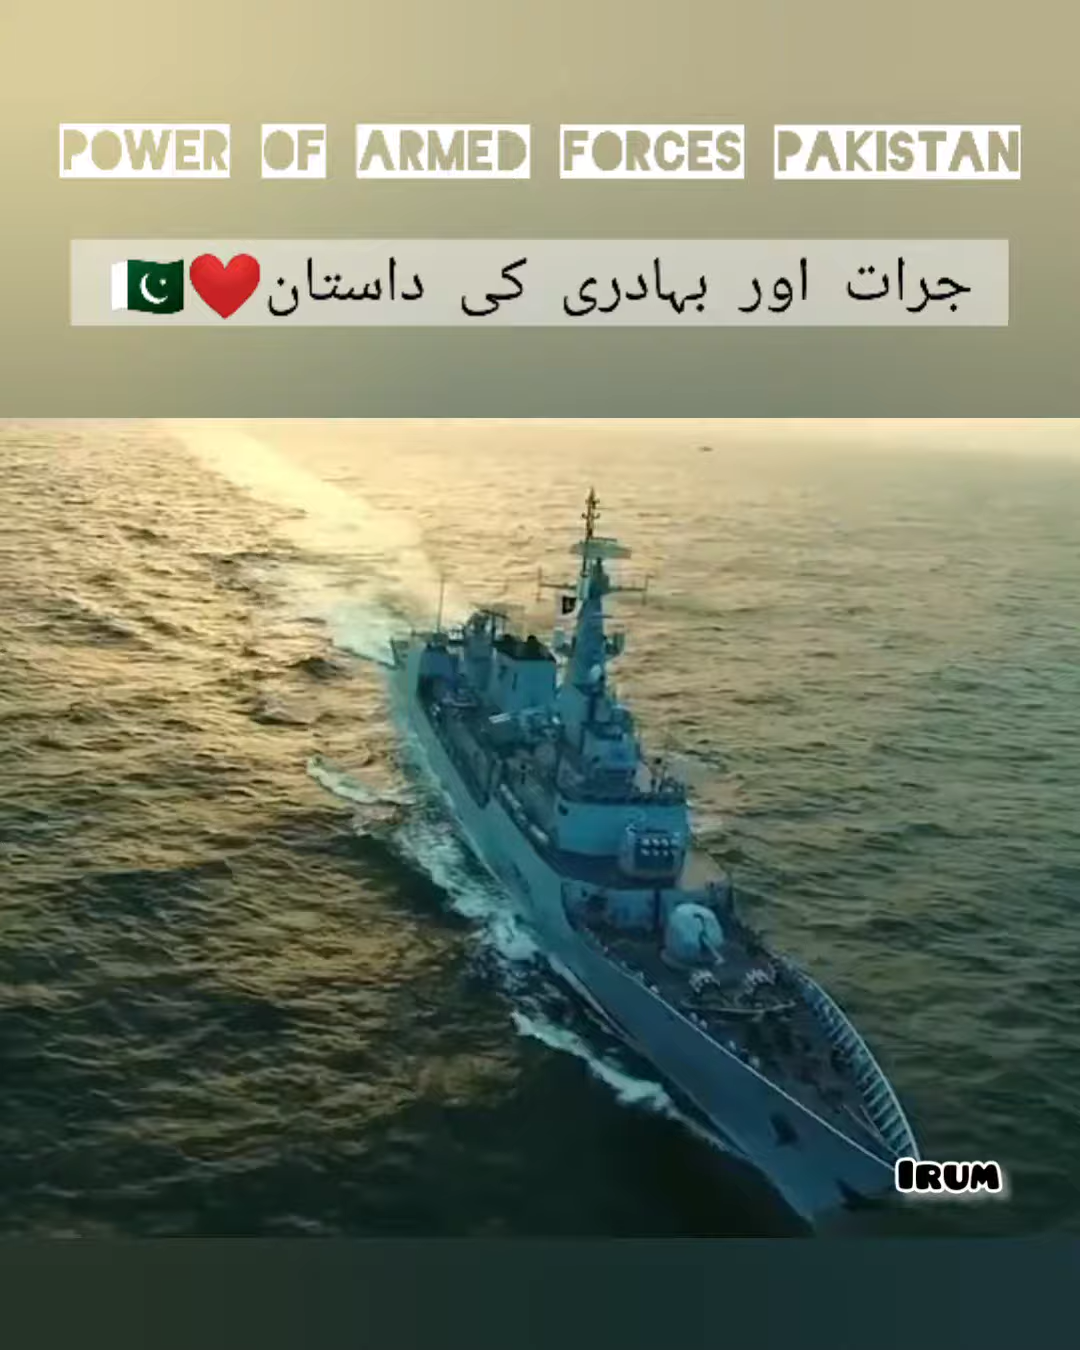 POWER OF ARMED FORCES PAKISTAN
جرات اور بہادری کی داستان❤️🇵🇰
IRUM